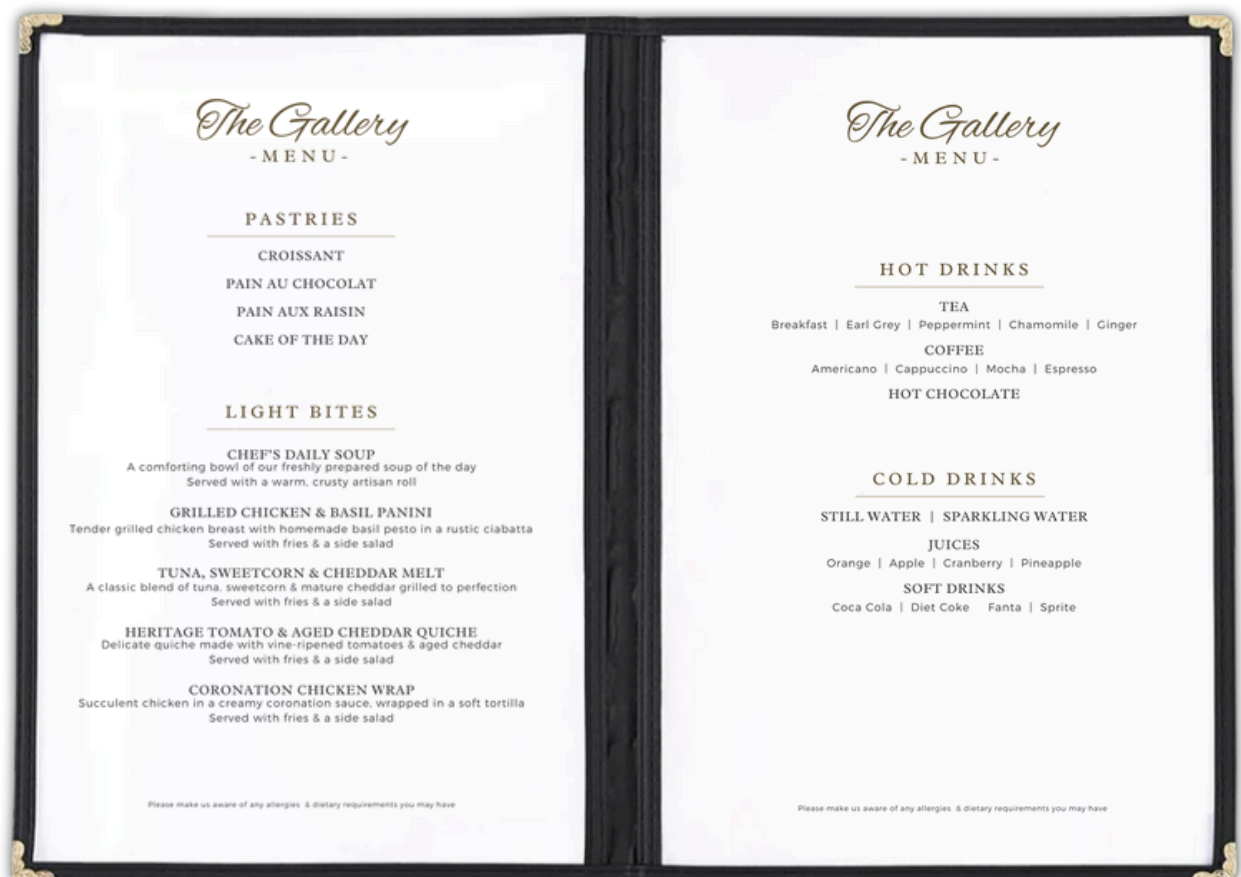 The Gallery
-MENU-
PASTRIES
CROISSANT
PAIN AU CHOCOLAT
PAIN AUX RAISIN
CAKE OF THE DAY
LIGHT BITES
CHEF'S DAILY SOUP
A comforting bowl of our freshly prepared soup of the day
Served with a warm, crusty artisan roll
GRILLED CHICKEN & BASIL PANINI
Tender grilled chicken breast with homemade basil pesto in a rustic ciabatta
Served with fries & a side salad
TUNA, SWEETCORN & CHEDDAR MELT
A classic blend of tuna, sweetcorn & mature cheddar grilled to perfection
Served with fries & a side salad
HERITAGE TOMATO & AGED CHEDDAR QUICHE
Delicate quiche made with vine-ripened tomatoes & aged cheddar
Served with fries & a side salad
CORONATION CHICKEN WRAP
Succulent chicken in a creamy coronation sauce, wrapped in a soft tortilla
Served with fries & a side salad
Please make us aware of any allergies & dietary requirements you may have
The Gallery
-MENU-
HOT DRINKS
TEA
Breakfast | Earl Grey | Peppermint | Chamomile | Ginger
COFFEE
Americano | Cappuccino | Mocha | Espresso
HOT CHOCOLATE
COLD DRINKS
STILL WATER | SPARKLING WATER
JUICES
Orange | Apple | Cranberry | Pineapple
SOFT DRINKS
Coca Cola | Diet Coke Fanta | Sprite
Please make us aware of any allergies & dietary requirements you may have